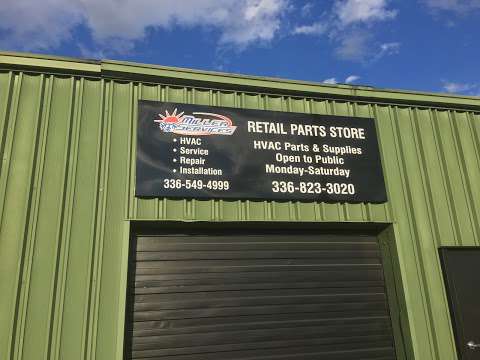 MILLER
SERVICES
• HVAC
• Service
• Repair
• Installation
336-549-4999
RETAIL PARTS STORE
HVAC Parts & Supplies
Open to Public
Monday-Saturday
336-823-3020